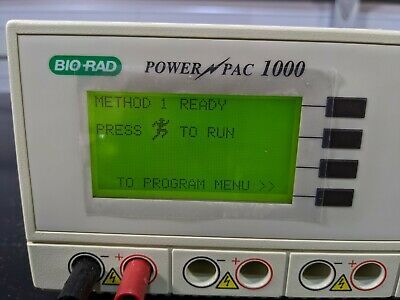 BIO-RAD
POWER PAC 1000
METHOD 1 READY
PRESS TO RUN
TO PROGRAM MENU >>
- + - + - +